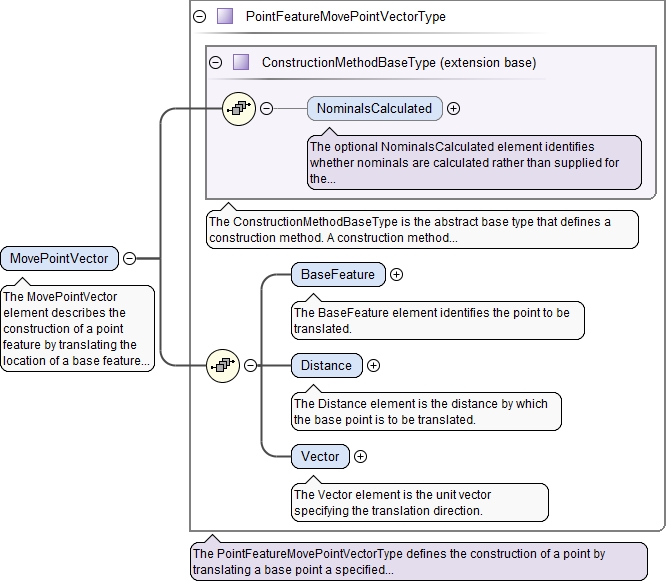 PointFeatureMovePointVectorType
ConstructionMethodBaseType (extension base)
NominalsCalculated
The optional NominalsCalculated element identifies
whether nominals are calculated rather than supplied for
the...
The ConstructionMethodBaseType is the abstract base type that defines a
construction method. A construction method...
MovePointVector
The MovePointVector
element describes the
construction of a point
feature by translating the
location of a base feature...
BaseFeature
The BaseFeature element identifies the point to be
translated.
Distance
The Distance element is the distance by which
the base point is to be translated.
Vector
The Vector element is the unit vector
specifying the translation direction.
The PointFeatureMovePointVectorType defines the construction of a point by
translating a base point a specified...